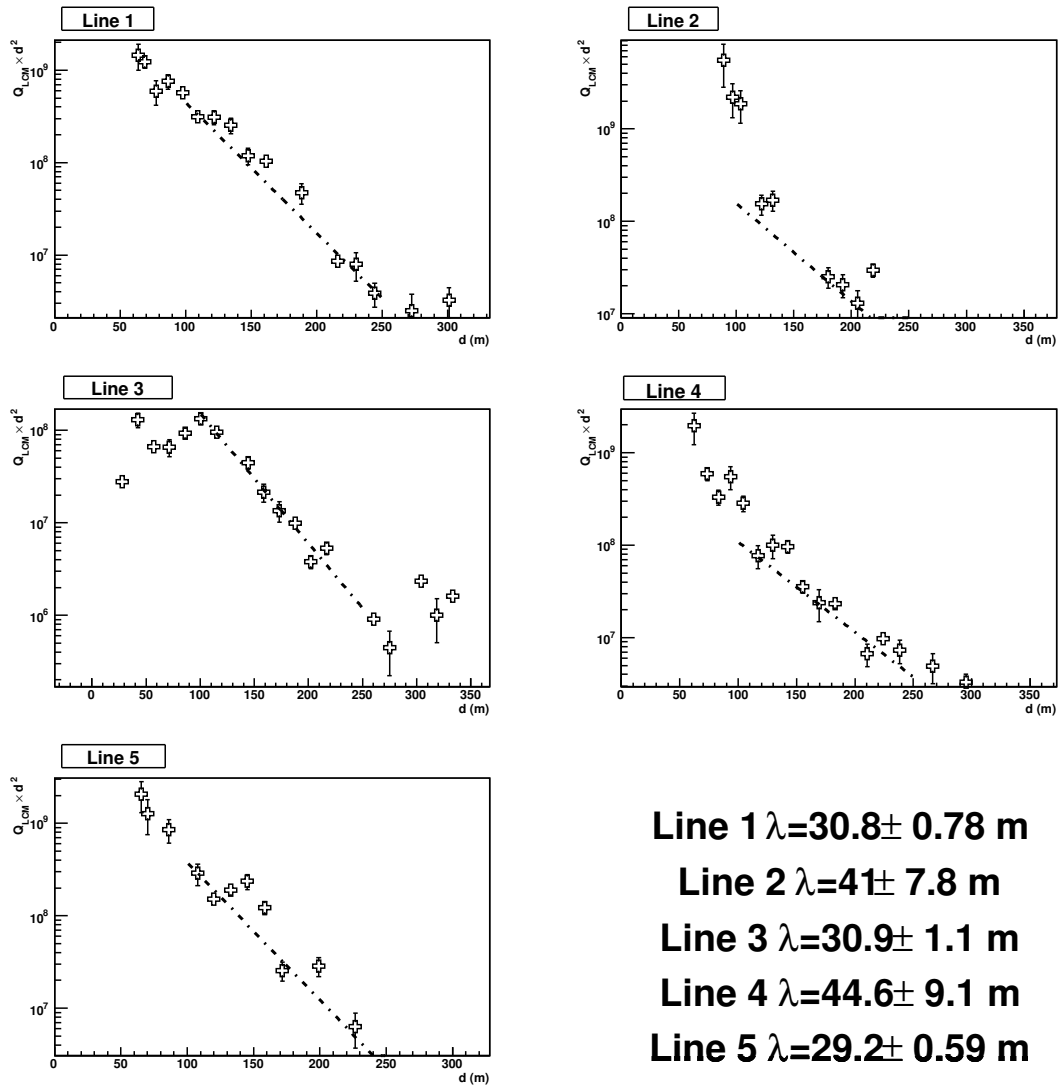 Line 1
Q_LCM × d²
10⁹
10⁸
10⁷
0 50 100 150 200 250 300
d (m)
Line 2
Q_LCM × d²
10⁹
10⁸
10⁷
0 50 100 150 200 250 300 350
d (m)
Line 3
Q_LCM × d²
10⁸
10⁷
10⁶
0 50 100 150 200 250 300 350
d (m)
Line 4
Q_LCM × d²
10⁹
10⁸
10⁷
0 50 100 150 200 250 300 350
d (m)
Line 5
Q_LCM × d²
10⁹
10⁸
10⁷
0 50 100 150 200 250 300
d (m)
Line 1 λ=30.8± 0.78 m
Line 2 λ=41± 7.8 m
Line 3 λ=30.9± 1.1 m
Line 4 λ=44.6± 9.1 m
Line 5 λ=29.2± 0.59 m